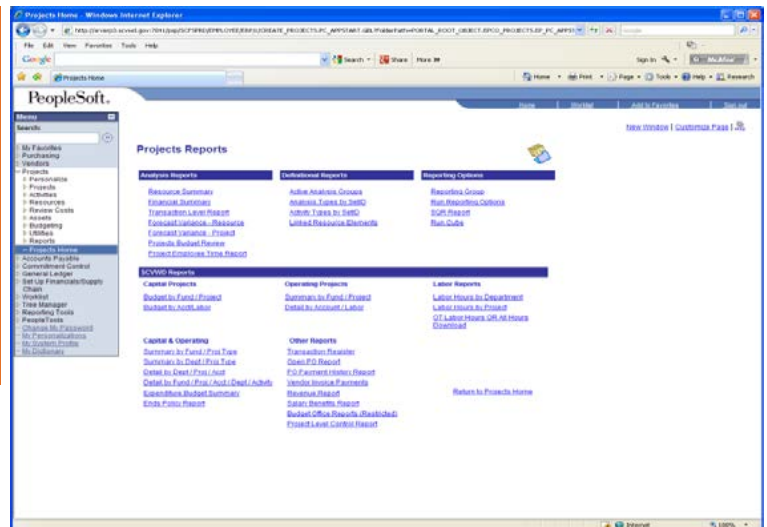 Projects Home - Windows Internet Explorer
File Edit View Favorites Tools Help
Google
Search Share More
Sign In
Projects Home
Home Print Page Tools Help Research
PeopleSoft.
Home Worklist Add to Favorites Sign out
Menu
Search:
My Favorites
Purchasing
Vendors
Projects
Personalize
Projects
Activities
Resources
Review Costs
Assets
Budgeting
Utilities
Reports
Projects Home
Accounts Payable
Commitment Control
General Ledger
Set Up Financials/Supply
Chain
Worklist
Tree Manager
Reporting Tools
PeopleTools
Change My Password
My Personalizations
My System Profile
My Dictionary
New Window | Customize Page |
Projects Reports
Analysis Reports
Resource Summary
Financial Summary
Transaction Level Report
Forecast Variance - Resource
Forecast Variance - Project
Projects Budget Review
Project Employee Time Report
Definitional Reports
Active Analysis Groups
Analysis Types by SetID
Activity Types by SetID
Linked Resource Elements
Reporting Options
Reporting Group
Run Reporting Options
SQR Report
Run Cube
SCVWD Reports
Capital Projects
Budget by Fund / Project
Budget by Acct/Labor
Operating Projects
Summary by Fund / Project
Detail by Account / Labor
Labor Reports
Labor Hours by Department
Labor Hours by Project
OT Labor Hours OR All Hours
Download
Capital & Operating
Summary by Fund / Proj Type
Summary by Dept / Proj Type
Detail by Dept / Proj / Acct
Detail by Fund / Proj / Acct / Dept / Activity
Expenditure Budget Summary
Ends Policy Report
Other Reports
Transaction Register
Open PO Report
PO Payment History Report
Vendor Invoice Payments
Revenue Report
Salary Benefits Report
Budget Office Reports (Restricted)
Project Level Control Report
Return to Projects Home
Internet
100%